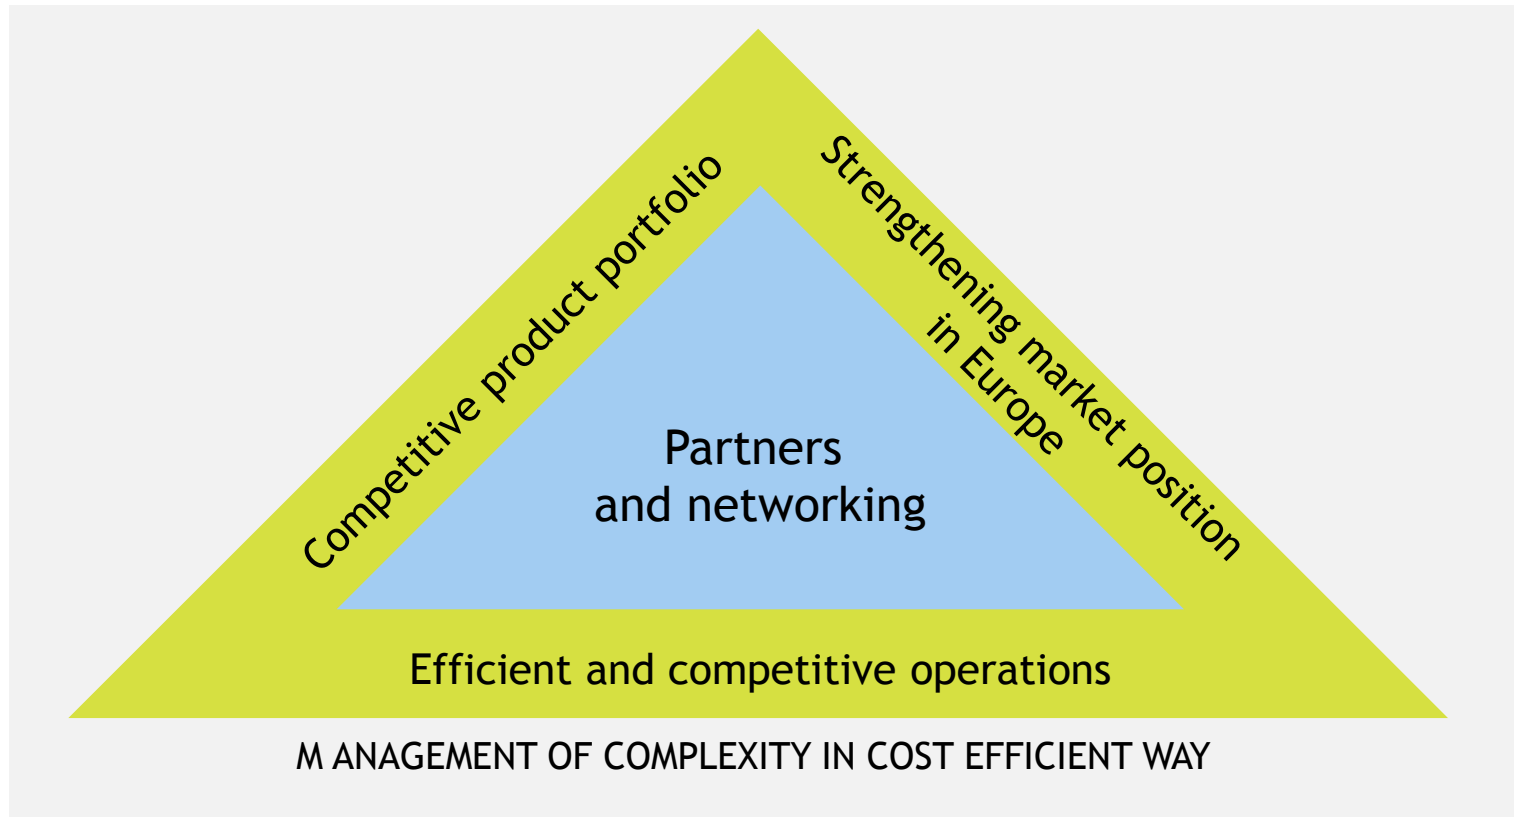 Competitive product portfolio
Strengthening market position
in Europe
Partners
and networking
Efficient and competitive operations
M ANAGEMENT OF COMPLEXITY IN COST EFFICIENT WAY